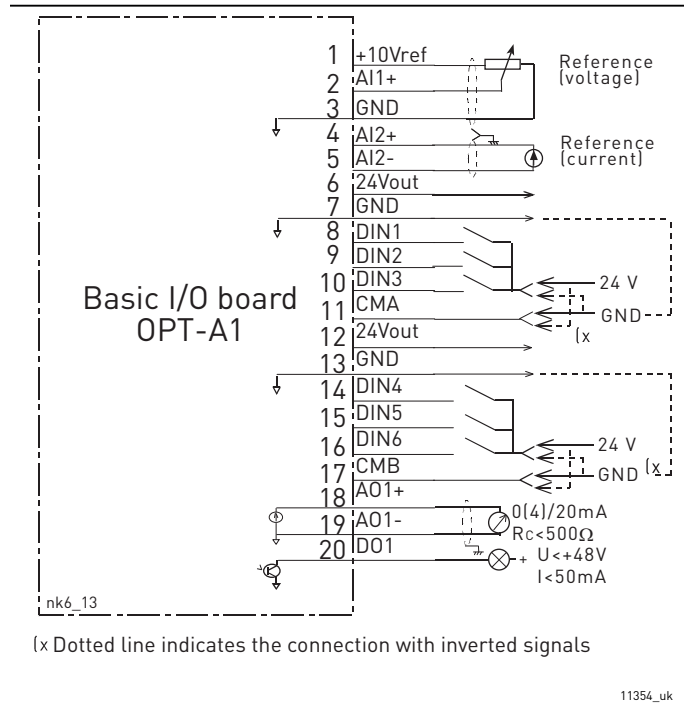 1 +10Vref
2 AI1+
3 GND
4 AI2+
5 AI2-
6 24Vout
7 GND
8 DIN1
9 DIN2
10 DIN3
11 CMA
12 24Vout
13 GND
14 DIN4
15 DIN5
16 DIN6
17 CMB
18 AO1+
19 AO1-
20 DO1
Reference
(voltage)
Reference
(current)
24 V
GND
(x
24 V
GND (x
0(4)/20mA
RC<500Ω
+ U<+48V
I<50mA
Basic I/O board
OPT-A1
nk6_13
(x Dotted line indicates the connection with inverted signals
11354_uk